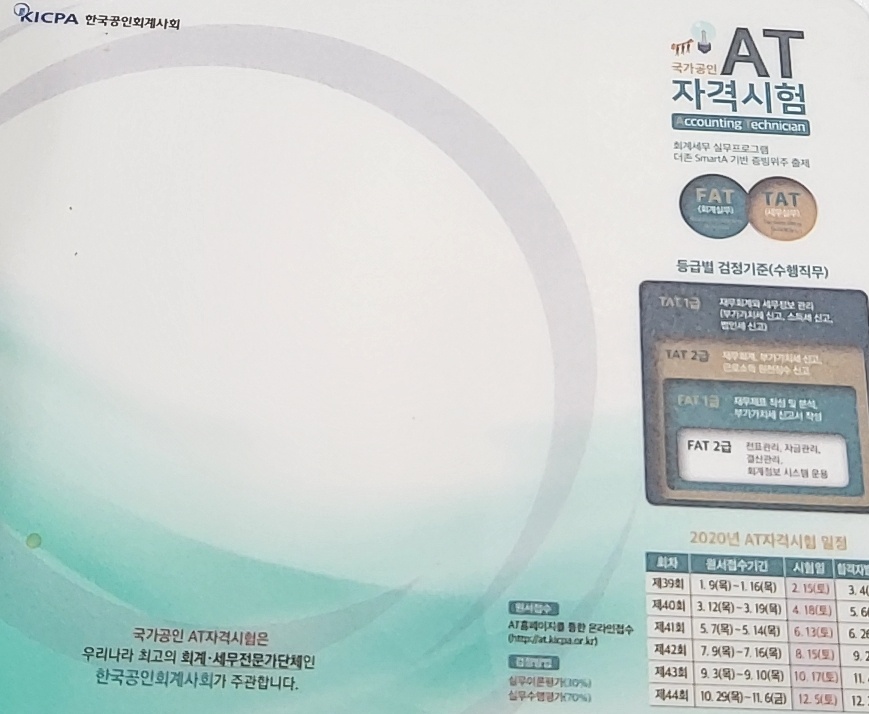 KICPA 한국공인회계사회
국가공인 AT
자격시험
Accounting Technician
회계세무 실무프로그램
더존 SmartA 기반 증빙위주 출제
FAT
(회계실무)
TAT
(세무실무)
등급별 검정기준(수행직무)
TAT 1급
재무회계와 세무정보 관리
(부가가치세 신고, 소득세 신고,
법인세 신고)
TAT 2급
재무회계, 부가가치세 신고,
근로소득 원천징수 신고
FAT 1급
재무제표 작성 및 분석,
부가가치세 신고서 작성
FAT 2급
전표관리, 자금관리,
결산관리,
회계정보 시스템 운용
2020년 AT자격시험 일정
회차 원서접수기간 시험일 합격자발
제39회 1. 9(목)~1. 16(목) 2. 15(토) 3. 4(
제40회 3. 12(목)~3. 19(목) 4. 18(토) 5. 6(
제41회 5. 7(목)~5. 14(목) 6. 13(토) 6. 26
제42회 7. 9(목)~7. 16(목) 8. 15(토) 9. 2
제43회 9. 3(목)~9. 10(목) 10. 17(토) 11.
제44회 10. 29(목)~11. 6(금) 12. 5(토) 12.
원서접수
AT홈페이지를 통한 온라인접수
(http://at.kicpa.or.kr)
검정방법
실무이론평가(30%)
실무수행평가(70%)
국가공인 AT자격시험은
우리나라 최고의 회계·세무전문가단체인
한국공인회계사회가 주관합니다.